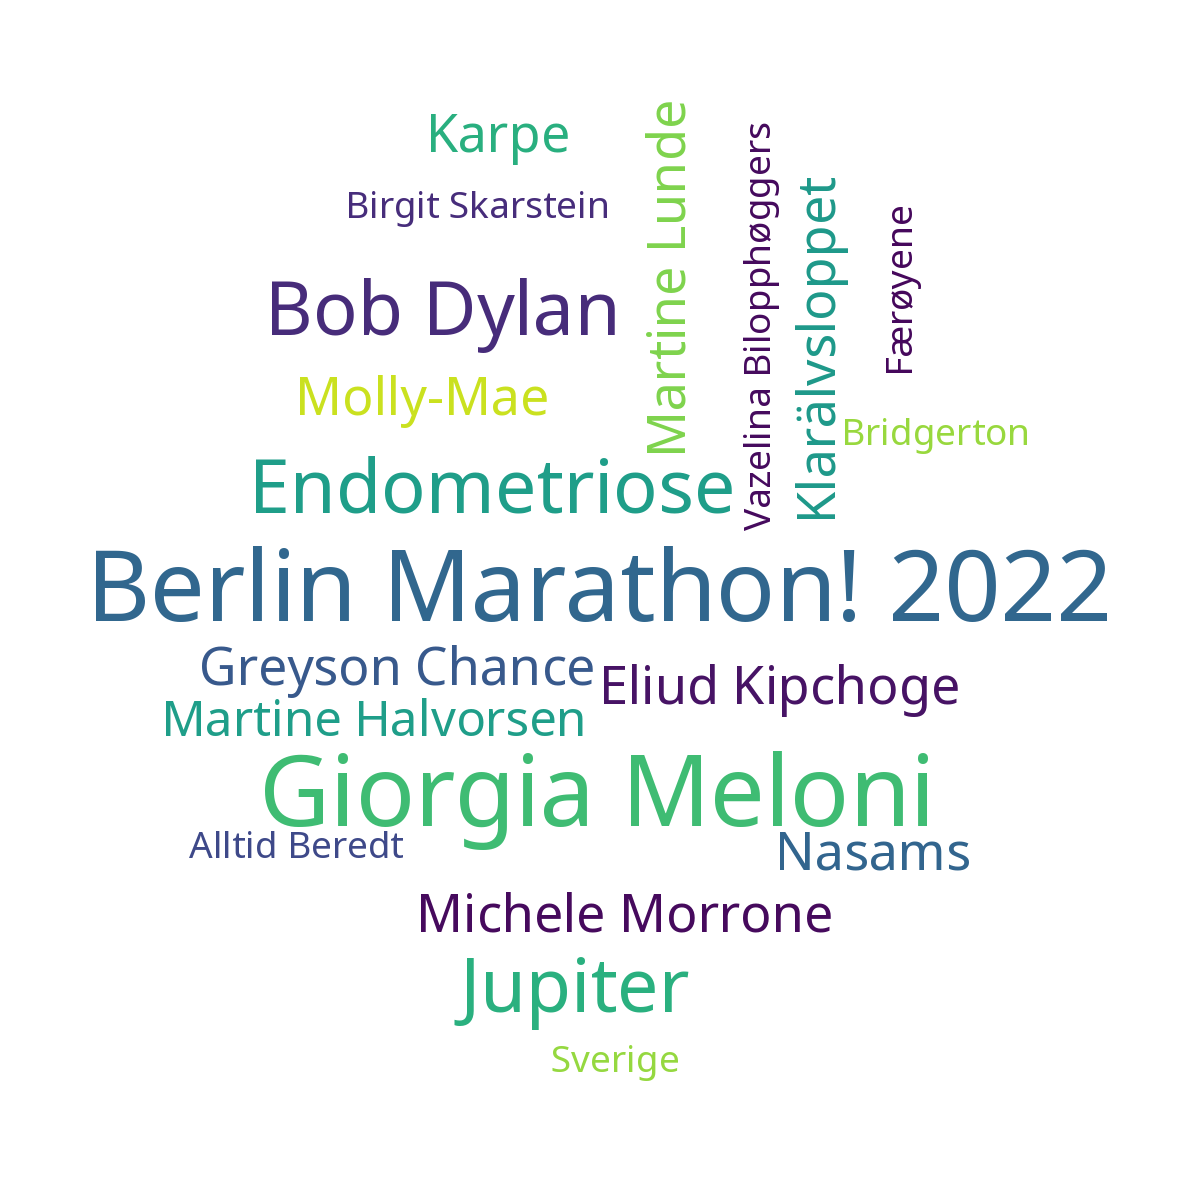 Karpe
Martine Lunde
Vazelina Bilopphøggers
Klarälvsloppet
Færøyene
Birgit Skarstein
Bob Dylan
Molly-Mae
Bridgerton
Endometriose
Berlin Marathon! 2022
Greyson Chance
Eliud Kipchoge
Martine Halvorsen
Giorgia Meloni
Alltid Beredt
Nasams
Michele Morrone
Jupiter
Sverige